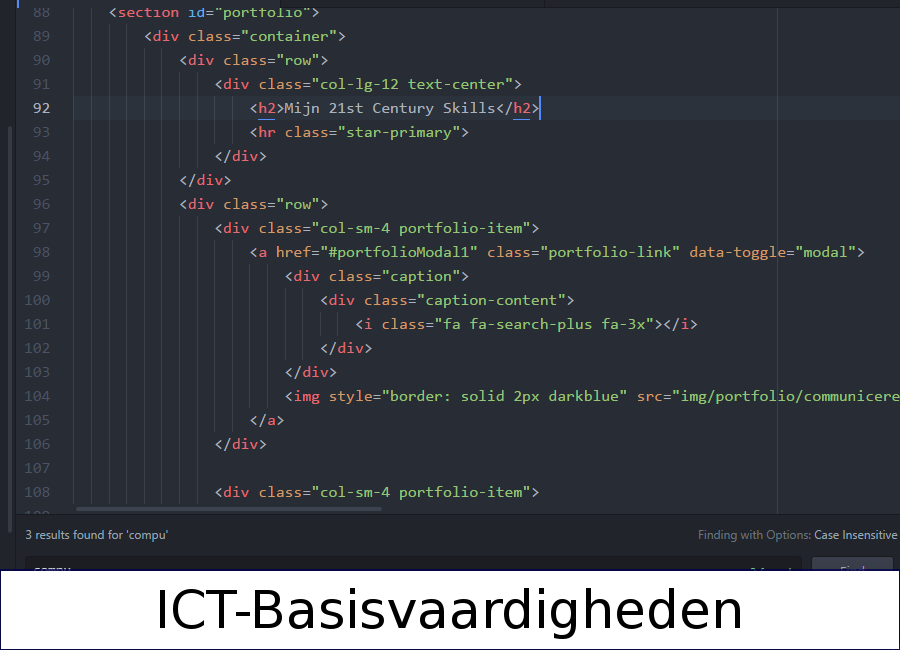 88 <section id="portfolio">
89 <div class="container">
90 <div class="row">
91 <div class="col-lg-12 text-center">
92 <h2>Mijn 21st Century Skills</h2>
93 <hr class="star-primary">
94 </div>
95 </div>
96 <div class="row">
97 <div class="col-sm-4 portfolio-item">
98 <a href="#portfolioModal1" class="portfolio-link" data-toggle="modal">
99 <div class="caption">
100 <div class="caption-content">
101 <i class="fa fa-search-plus fa-3x"></i>
102 </div>
103 </div>
104 <img style="border: solid 2px darkblue" src="img/portfolio/communicere
105 </a>
106 </div>
107
108 <div class="col-sm-4 portfolio-item">
3 results found for 'compu' Finding with Options: Case Insensitive
compu
ICT-Basisvaardigheden